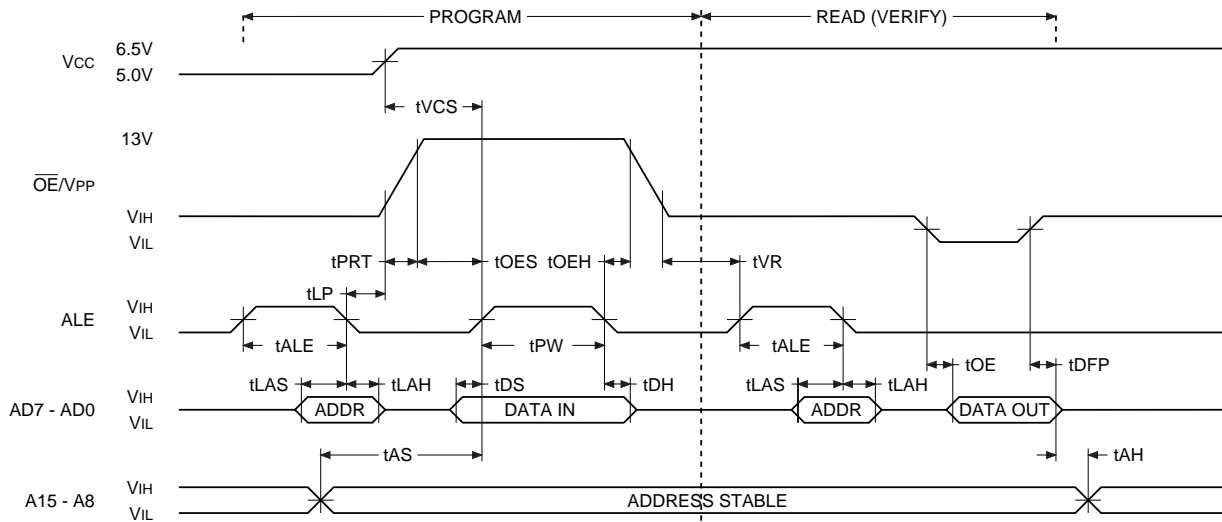 PROGRAM READ (VERIFY)
6.5V
VCC
5.0V
tVCS
13V
OE/VPP
VIH
VIL
tPRT tOES tOEH tVR
tLP
VIH
ALE
VIL
tALE tPW tALE
tOE tDFP
tLAS tLAH tDS tDH tLAS tLAH
VIH
AD7 - AD0 ADDR DATA IN ADDR DATA OUT
VIL
tAS tAH
VIH
A15 - A8 ADDRESS STABLE
VIL